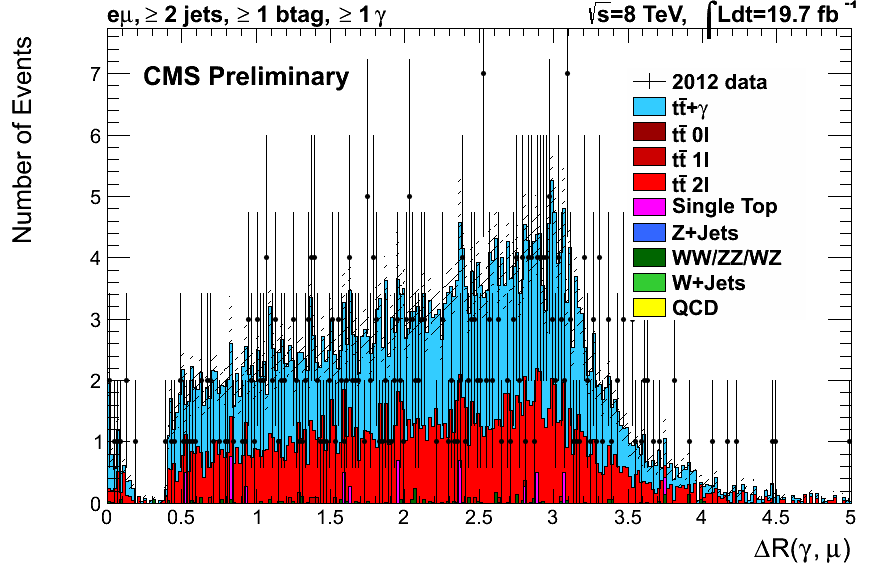 eμ, ≥ 2 jets, ≥ 1 btag, ≥ 1 γ
√s=8 TeV, ∫Ldt=19.7 fb⁻¹
CMS Preliminary
Number of Events
2012 data
tt̄+γ
tt̄ 0l
tt̄ 1l
tt̄ 2l
Single Top
Z+Jets
WW/ZZ/WZ
W+Jets
QCD
7
6
5
4
3
2
1
0
0 0.5 1 1.5 2 2.5 3 3.5 4 4.5 5
ΔR(γ, μ)